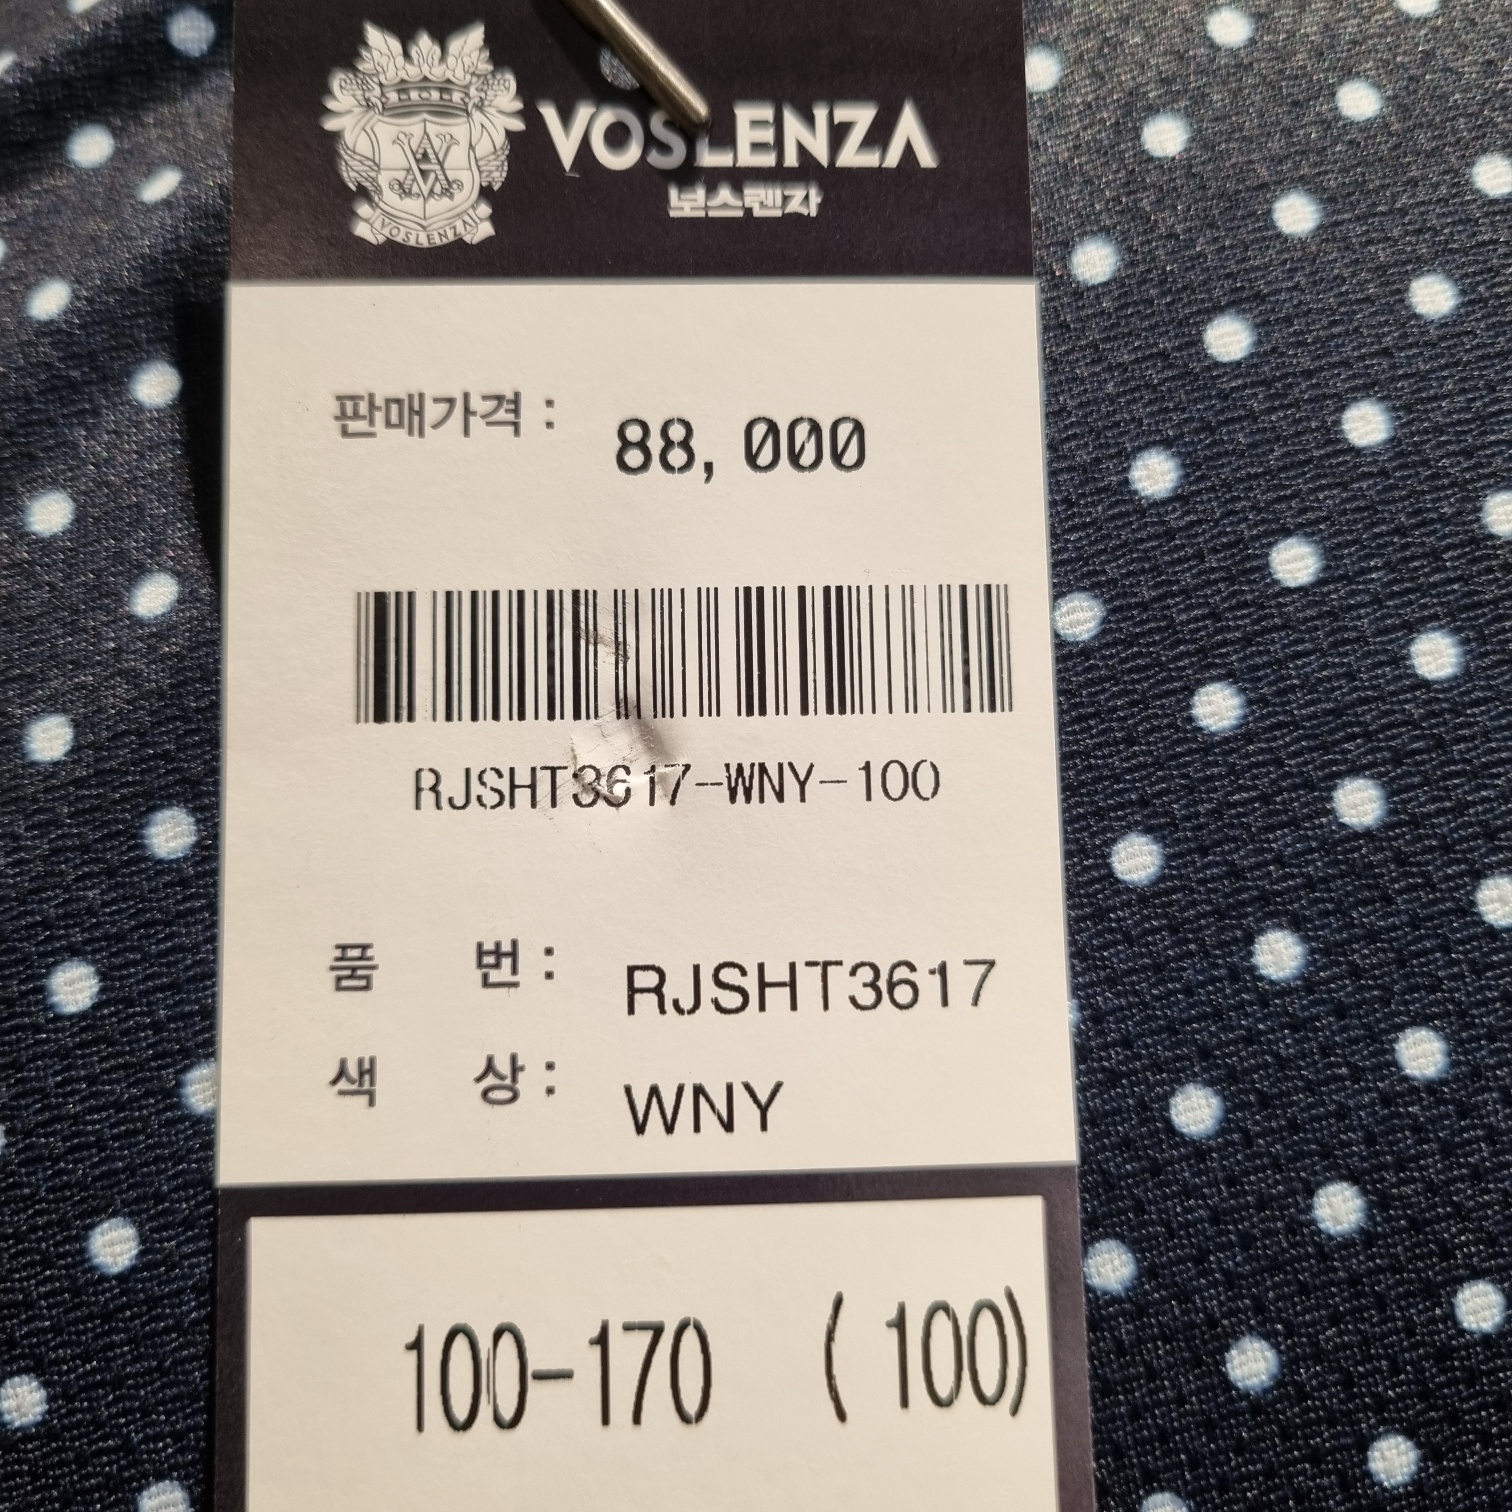 VOSLENZA
보스렌자
VOSLENZA
판매가격 : 88,000
RJSHT3617-WNY-100
품 번 : RJSHT3617
색 상 : WNY
100-170 ( 100)